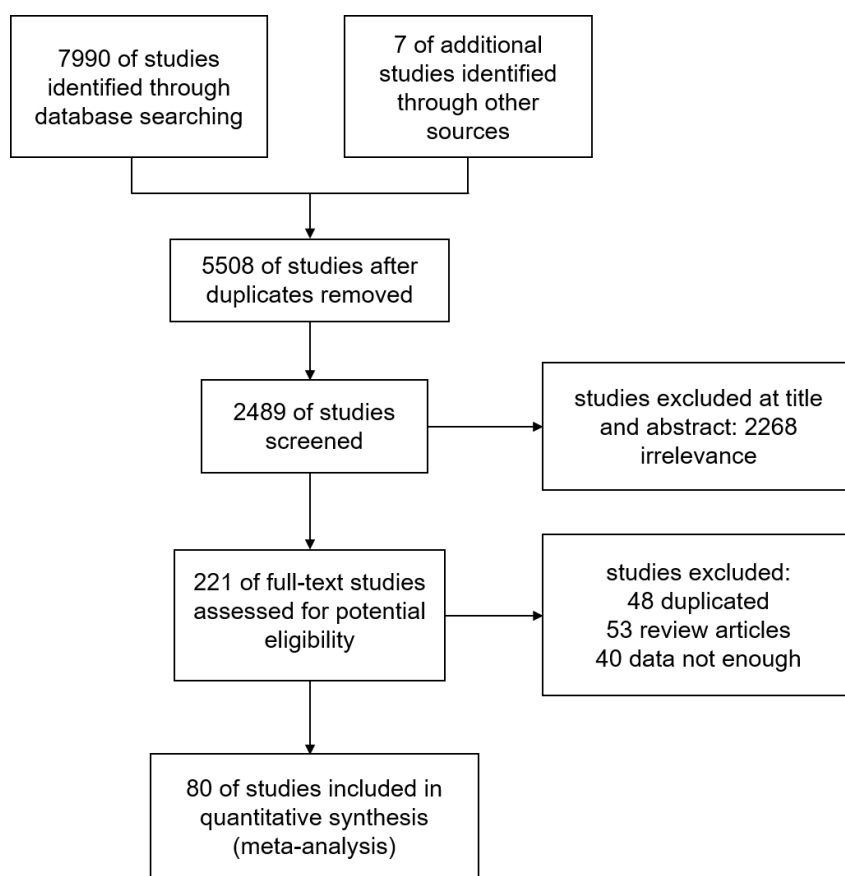 7990 of studies
identified through
database searching
7 of additional
studies identified
through other
sources
5508 of studies after
duplicates removed
2489 of studies
screened
studies excluded at title
and abstract: 2268
irrelevance
221 of full-text studies
assessed for potential
eligibility
studies excluded:
48 duplicated
53 review articles
40 data not enough
80 of studies included in
quantitative synthesis
(meta-analysis)